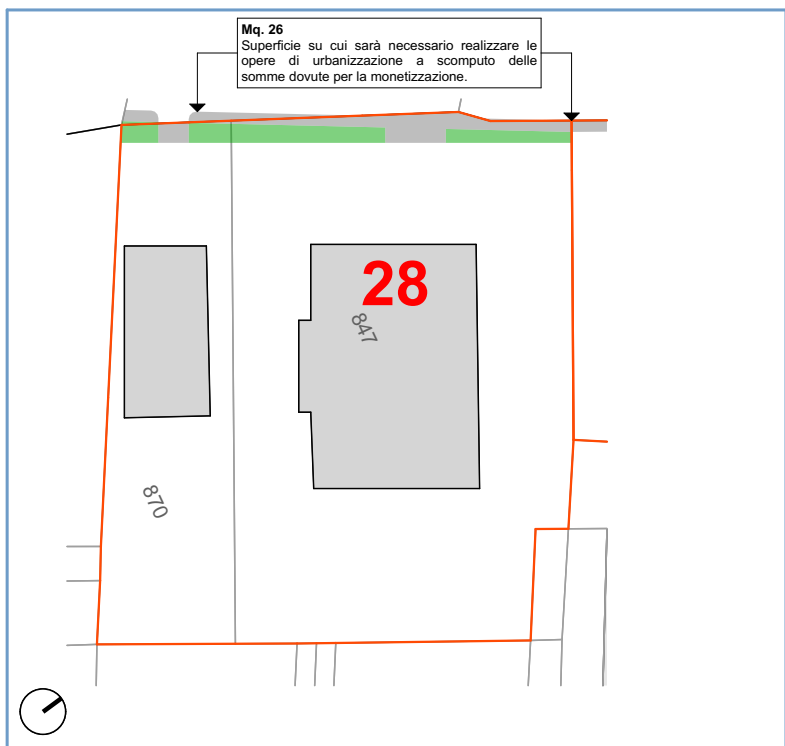 Mq. 26
Superficie su cui sarà necessario realizzare le
opere di urbanizzazione a scomputo delle
somme dovute per la monetizzazione.
28
847
870